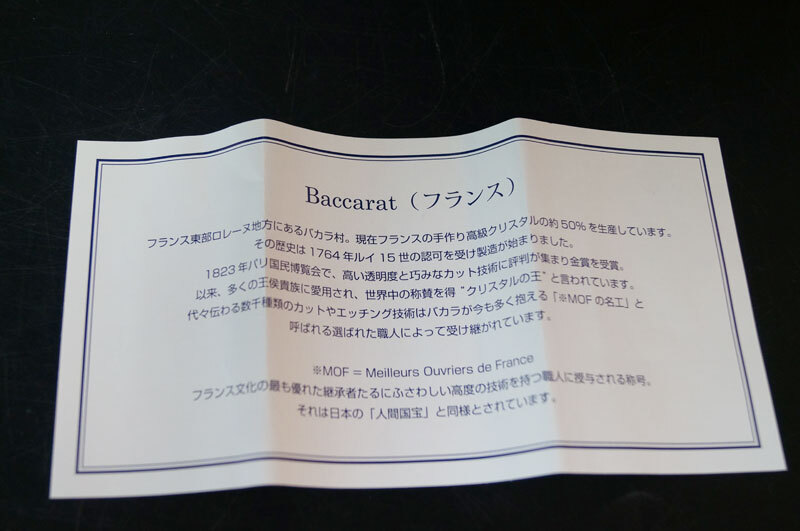 Baccarat（フランス）
フランス東部ロレーヌ地方にあるバカラ村。現在フランスの手作り高級クリスタルの約50%を生産しています。
その歴史は1764年ルイ15世の認可を受け製造が始まりました。
1823年パリ国民博覧会で、高い透明度と巧みなカット技術に評判が集まり金賞を受賞。
以来、多くの王侯貴族に愛用され、世界中の称賛を得“クリスタルの王”と言われています。
代々伝わる数千種類のカットやエッチング技術はバカラが今も多く抱える「※MOFの名工」と
呼ばれる選ばれた職人によって受け継がれています。
※MOF = Meilleurs Ouvriers de France
フランス文化の最も優れた継承者たるにふさわしい高度の技術を持つ職人に授与される称号。
それは日本の「人間国宝」と同様とされています。